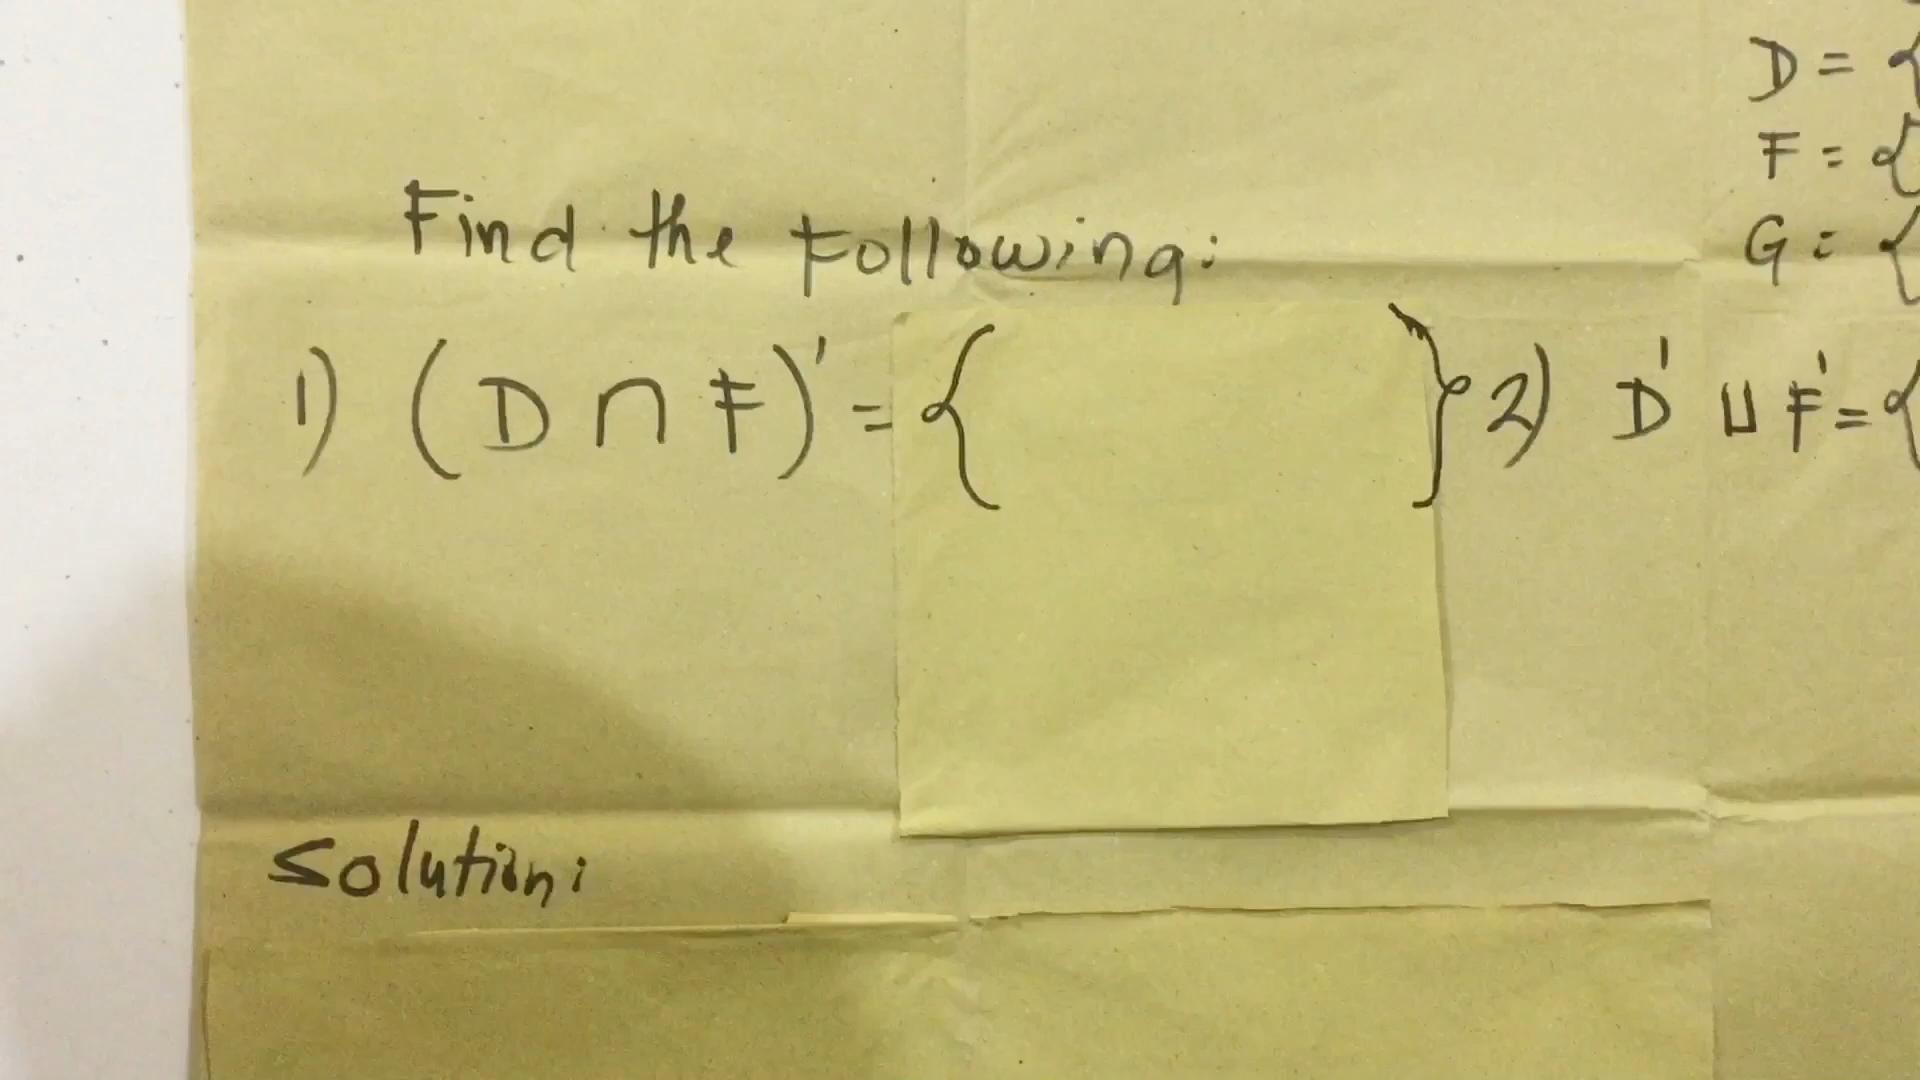 D = {
F = {
G = {
Find the Following:
1) (D ∩ F)' = { } 2) D' ∪ F' = {
Solution: